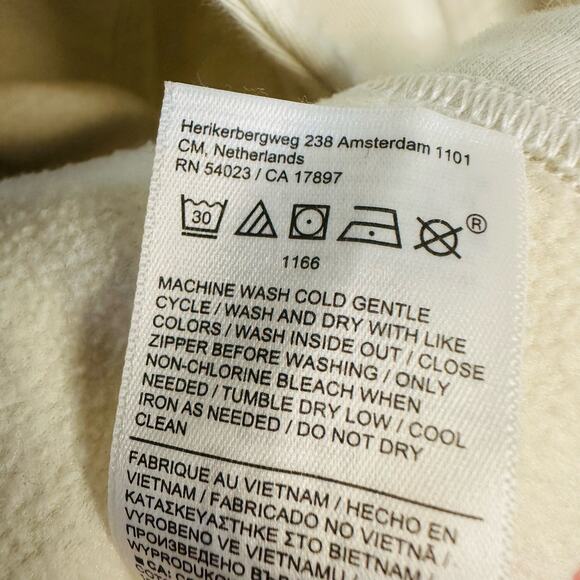 Herikerbergweg 238 Amsterdam 1101
CM, Netherlands
RN 54023 / CA 17897
30
®
1166
MACHINE WASH COLD GENTLE
CYCLE / WASH AND DRY WITH LIKE
COLORS / WASH INSIDE OUT / CLOSE
ZIPPER BEFORE WASHING / ONLY
NON-CHLORINE BLEACH WHEN
NEEDED / TUMBLE DRY LOW / COOL
IRON AS NEEDED / DO NOT DRY
CLEAN
FABRIQUE AU VIETNAM / HECHO EN
VIETNAM / FABRICADO NO VIETNÃ /
ΚΑΤΑΣΚΕΥΑΣΤΗΚΕ ΣΤΟ ΒΙΕΤΝΑΜ /
VYROBENO VE VIETNAMU /
ПРОИЗВЕДЕНО ВЪВ
WYPRODUKOWANO
CA: